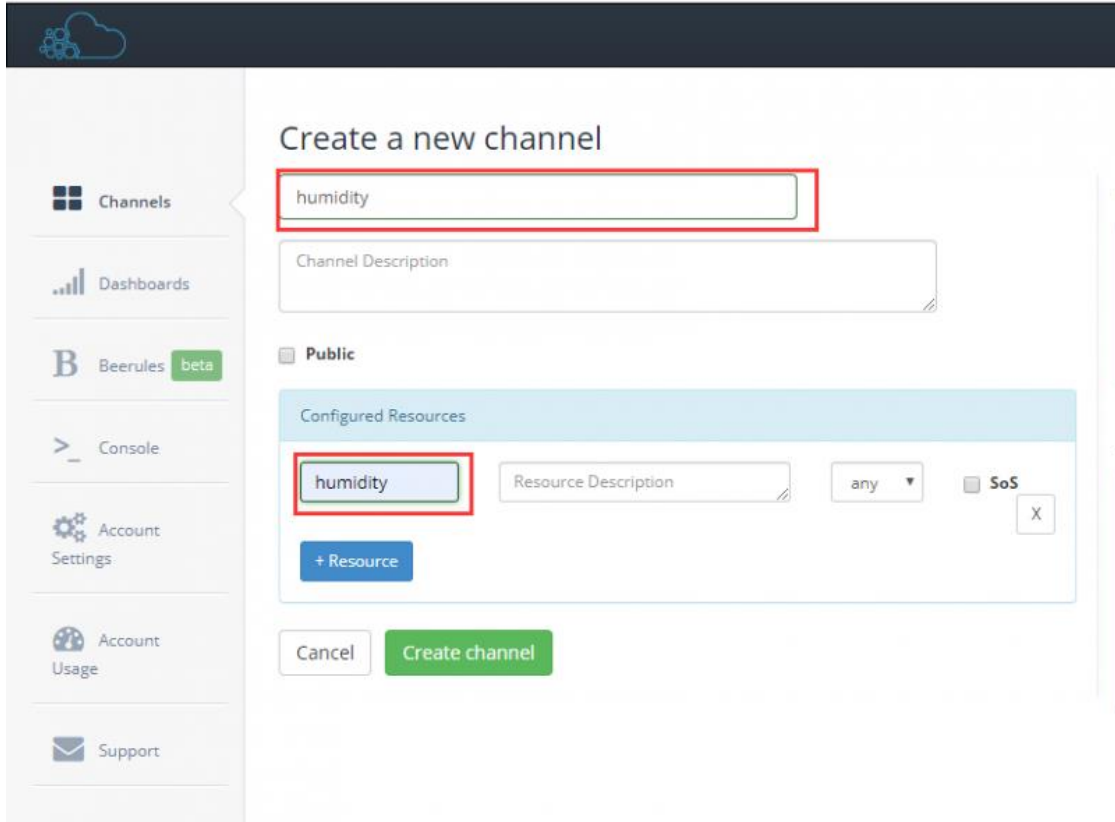 Create a new channel
humidity
Channel Description
Public
Configured Resources
humidity
Resource Description
any
SoS
X
+ Resource
Cancel
Create channel
Channels
Dashboards
B Beerules beta
>_ Console
Account
Settings
Account
Usage
Support